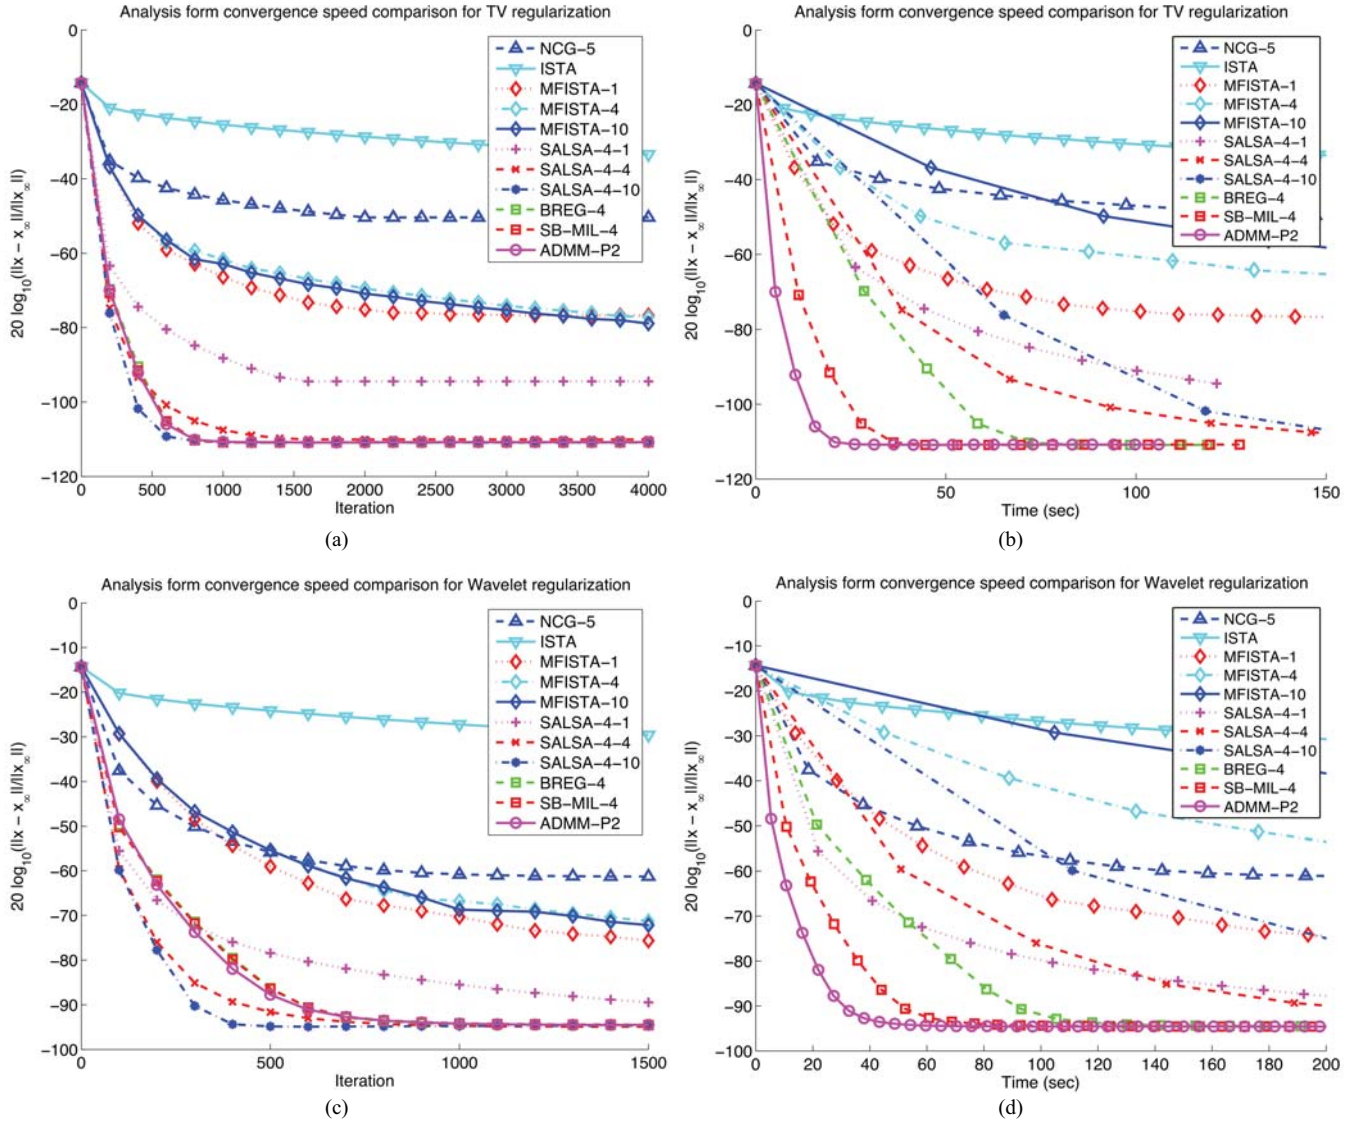 Analysis form convergence speed comparison for TV regularization
0
−20
−40
−60
−80
−100
−120
20 log10(||x − x∞||/||x∞||)
NCG−5
ISTA
MFISTA−1
MFISTA−4
MFISTA−10
SALSA−4−1
SALSA−4−4
SALSA−4−10
BREG−4
SB−MIL−4
ADMM−P2
0 500 1000 1500 2000 2500 3000 3500 4000
Iteration
(a)
Analysis form convergence speed comparison for TV regularization
0
−20
−40
−60
−80
−100
−120
20 log10(||x − x∞||/||x∞||)
NCG−5
ISTA
MFISTA−1
MFISTA−4
MFISTA−10
SALSA−4−1
SALSA−4−4
SALSA−4−10
BREG−4
SB−MIL−4
ADMM−P2
0 50 100 150
Time (sec)
(b)
Analysis form convergence speed comparison for Wavelet regularization
0
−10
−20
−30
−40
−50
−60
−70
−80
−90
−100
20 log10(||x − x∞||/||x∞||)
NCG−5
ISTA
MFISTA−1
MFISTA−4
MFISTA−10
SALSA−4−1
SALSA−4−4
SALSA−4−10
BREG−4
SB−MIL−4
ADMM−P2
0 500 1000 1500
Iteration
(c)
Analysis form convergence speed comparison for Wavelet regularization
0
−10
−20
−30
−40
−50
−60
−70
−80
−90
−100
20 log10(||x − x∞||/||x∞||)
NCG−5
ISTA
MFISTA−1
MFISTA−4
MFISTA−10
SALSA−4−1
SALSA−4−4
SALSA−4−10
BREG−4
SB−MIL−4
ADMM−P2
0 20 40 60 80 100 120 140 160 180 200
Time (sec)
(d)